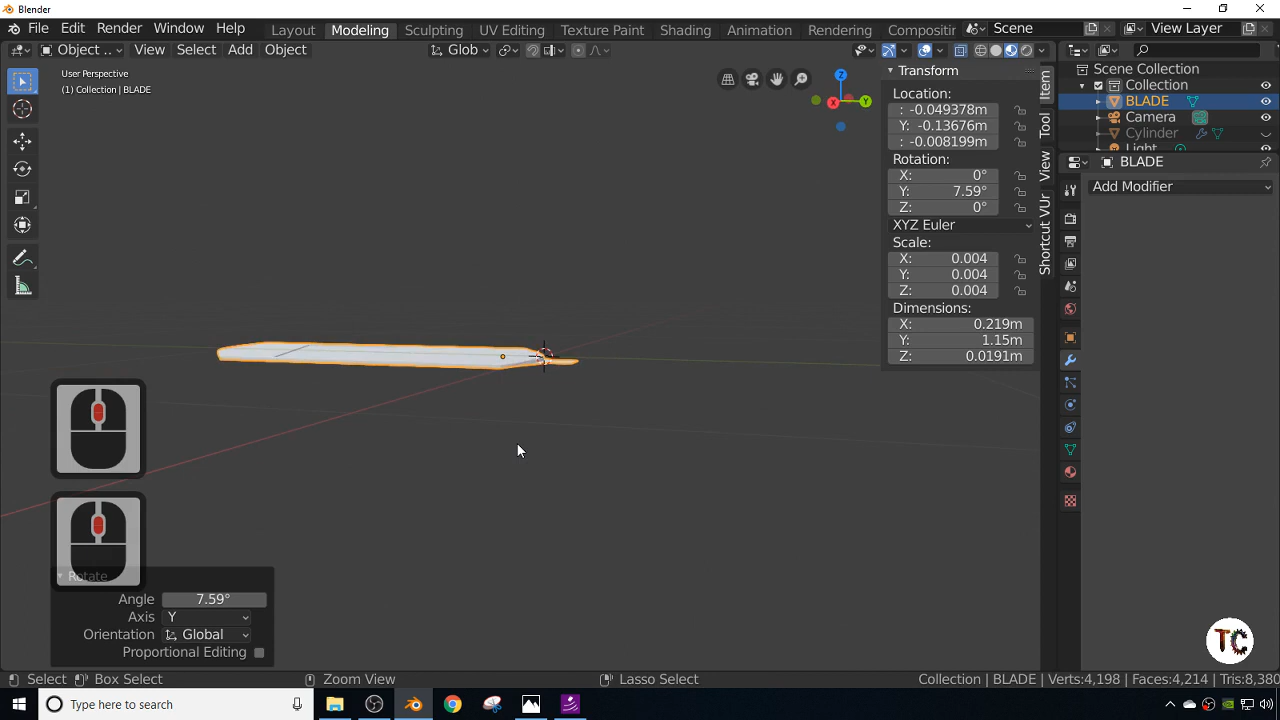 Blender
File Edit Render Window Help Layout Modeling Sculpting UV Editing Texture Paint Shading Animation Rendering Compositin Scene View Layer
Object .. View Select Add Object Glob
User Perspective
(1) Collection | BLADE
Transform
Location:
: -0.049378m
Y: -0.13676m
: -0.008199m
Rotation:
X: 0°
Y: 7.59°
Z: 0°
XYZ Euler
Scale:
X: 0.004
Y: 0.004
Z: 0.004
Dimensions:
X: 0.219m
Y: 1.15m
Z: 0.0191m
Item
Tool
View
Shortcut VUr
X
Y
Z
Scene Collection
Collection
BLADE
Camera
Cylinder
Light
BLADE
Add Modifier
Rotate
Angle 7.59°
Axis Y
Orientation Global
Proportional Editing
TC
Select Box Select Zoom View Lasso Select Collection | BLADE Verts:4,198 | Faces:4,214 | Tris:8,380
Type here to search